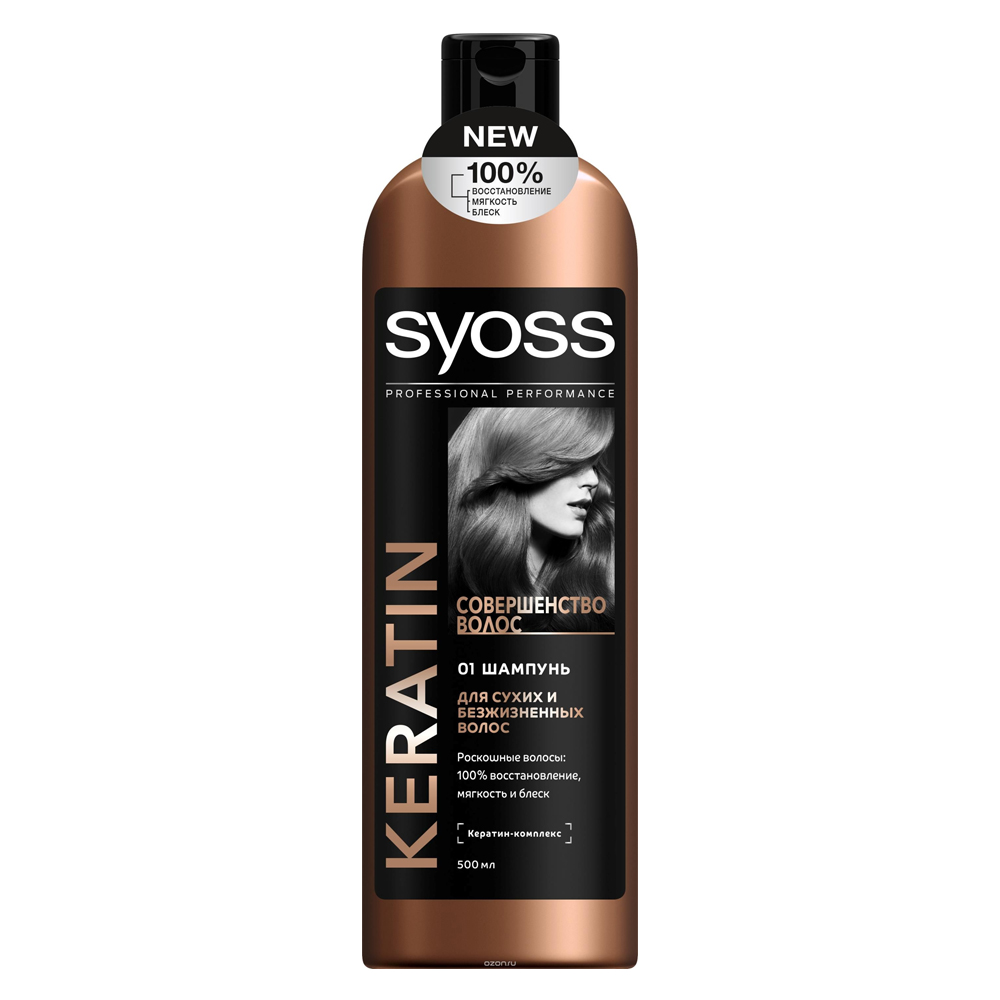 NEW
100%
ВОССТАНОВЛЕНИЕ
МЯГКОСТЬ
БЛЕСК
syoss
PROFESSIONAL PERFORMANCE
KERATIN
СОВЕРШЕНСТВО
ВОЛОС
01 ШАМПУНЬ
ДЛЯ СУХИХ И
БЕЗЖИЗНЕННЫХ
ВОЛОС
Роскошные волосы:
100% восстановление,
мягкость и блеск
Кератин-комплекс
500 мл
ozon.ru